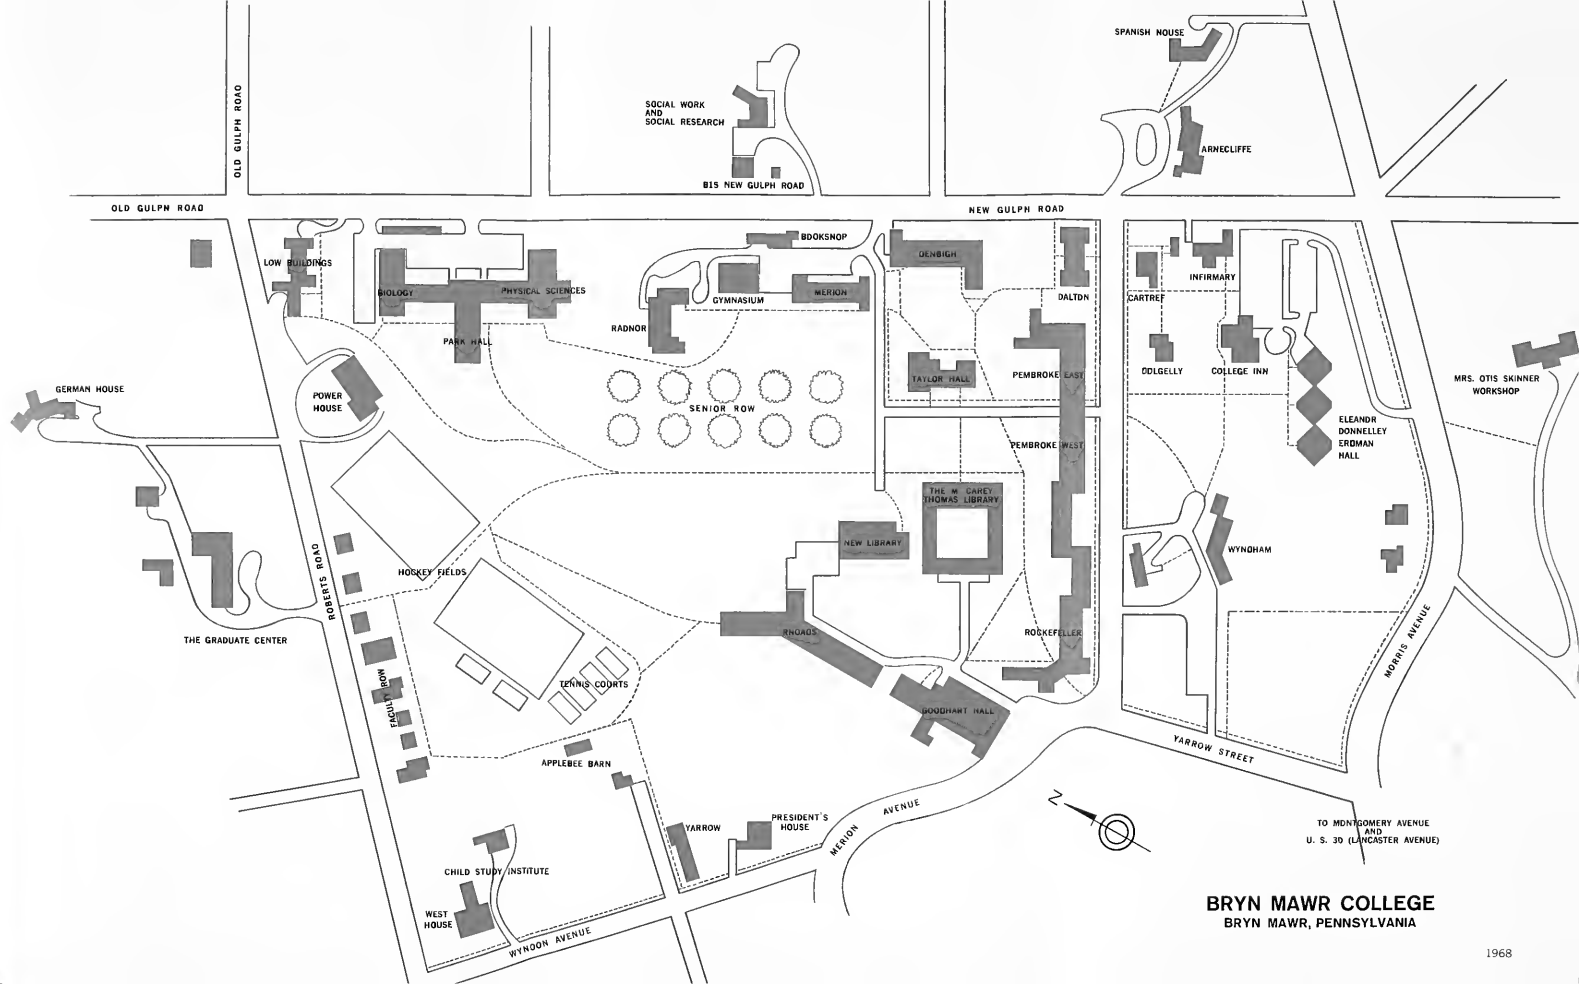 SPANISH HOUSE
OLD GULPH ROAD
SOCIAL WORK
AND
SOCIAL RESEARCH
ARNECLIFFE
815 NEW GULPH ROAD
OLD GULPH ROAD
NEW GULPH ROAD
BOOKSHOP
LOW BUILDINGS
DENBIGH
INFIRMARY
BIOLOGY
PHYSICAL SCIENCES
GYMNASIUM
MERION
DALTON
CARTREF
RADNOR
PARK HALL
DOLGELLY
COLLEGE INN
TAYLOR HALL
PEMBROKE EAST
MRS. OTIS SKINNER
WORKSHOP
GERMAN HOUSE
POWER
HOUSE
SENIOR ROW
ELEANOR
DONNELLEY
ERDMAN
HALL
PEMBROKE WEST
THE M CAREY
THOMAS LIBRARY
NEW LIBRARY
WYNDHAM
HOCKEY FIELDS
ROBERTS ROAD
THE GRADUATE CENTER
RHOADS
ROCKEFELLER
MORRIS AVENUE
FACULTY ROW
TENNIS COURTS
GOODHART HALL
YARROW STREET
APPLEBEE BARN
N
MERION AVENUE
YARROW
PRESIDENT'S
HOUSE
TO MONTGOMERY AVENUE
AND
U. S. 30 (LANCASTER AVENUE)
CHILD STUDY INSTITUTE
WEST
HOUSE
WYNDON AVENUE
BRYN MAWR COLLEGE
BRYN MAWR, PENNSYLVANIA
1968